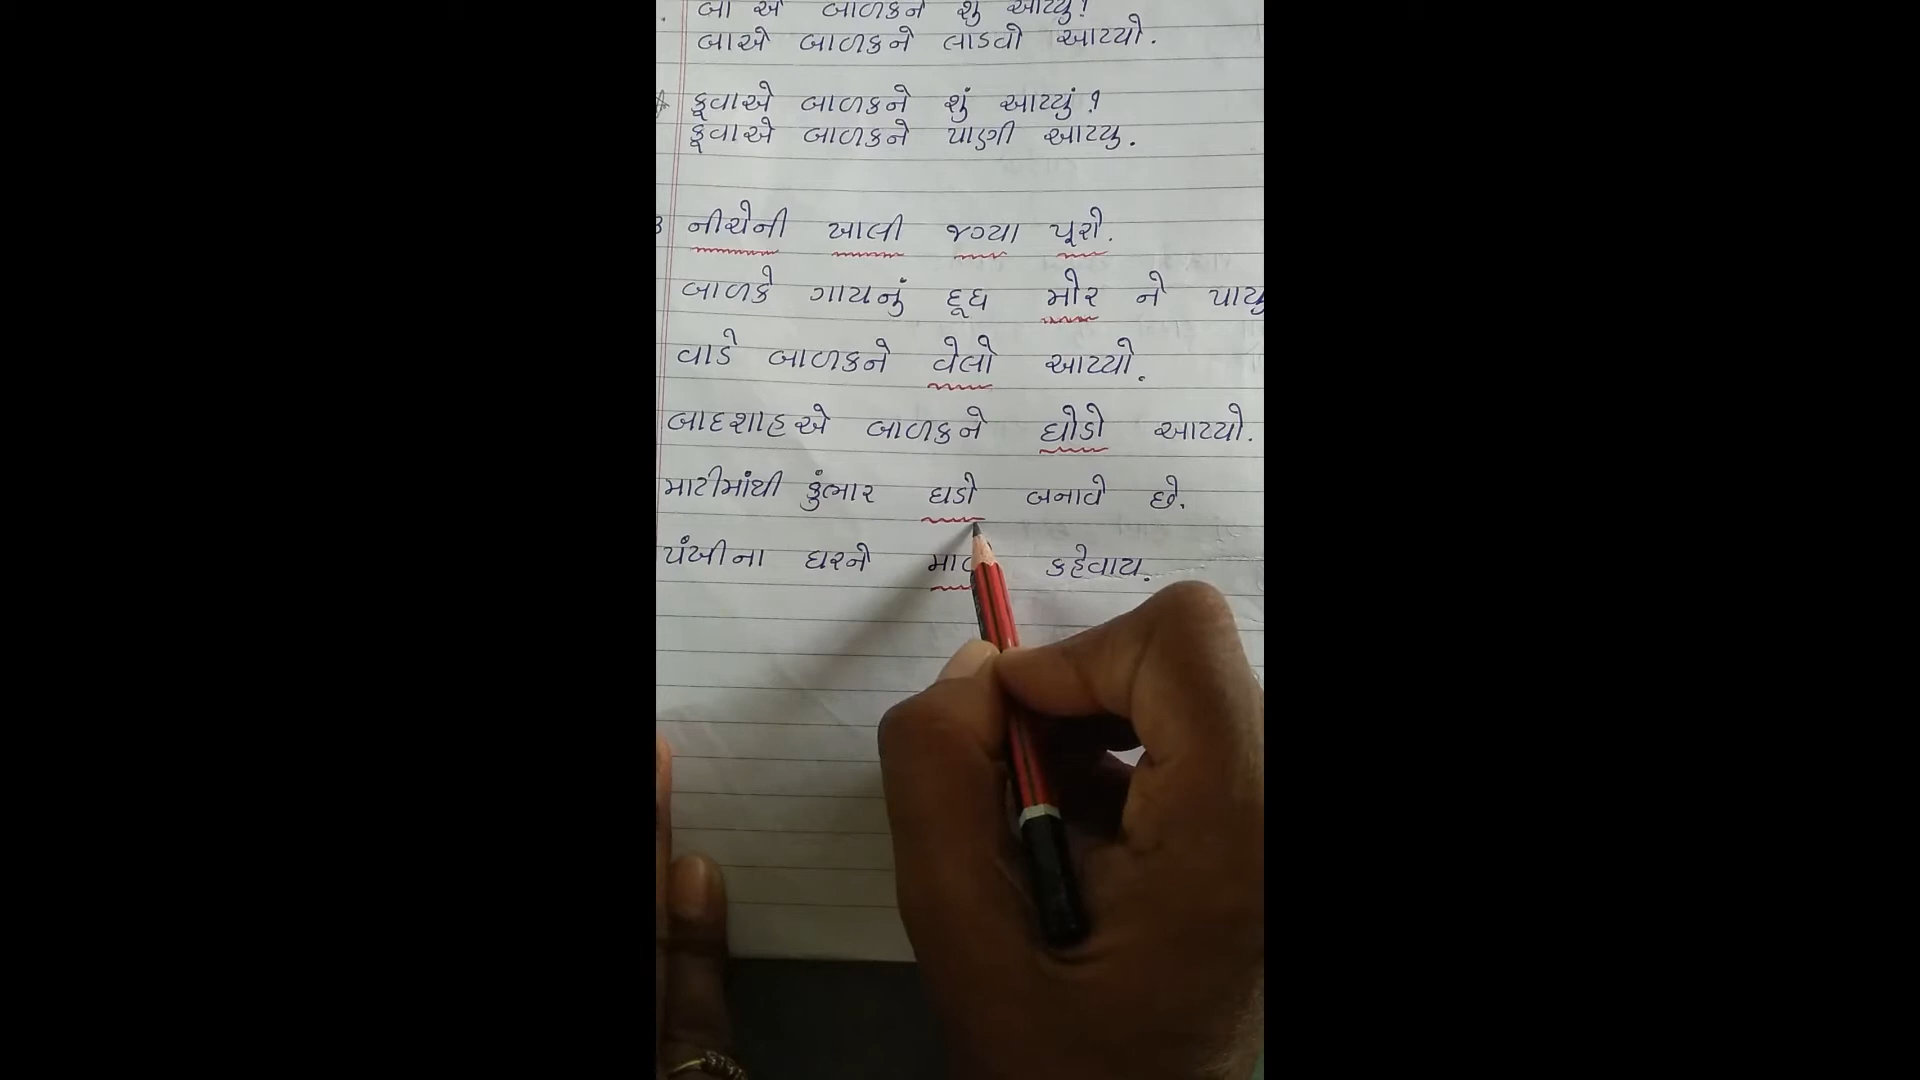 બા એ બાળકને શું આપ્યું?
બાએ બાળકને લાડવો આપ્યો.
કૂવાએ બાળકને શું આપ્યું?
કૂવાએ બાળકને પાણી આપ્યુ.
નીચેની ખાલી જગ્યા પૂરો.
બાળકે ગાયનું દૂધ મોર ને પાયુ
વાડે બાળકને વેલો આપ્યો.
બાદશાહએ બાળકને ઘોડો આપ્યો.
માટીમાંથી કુંભાર ઘડો બનાવે છે.
પંખીના ઘરને કહેવાય.